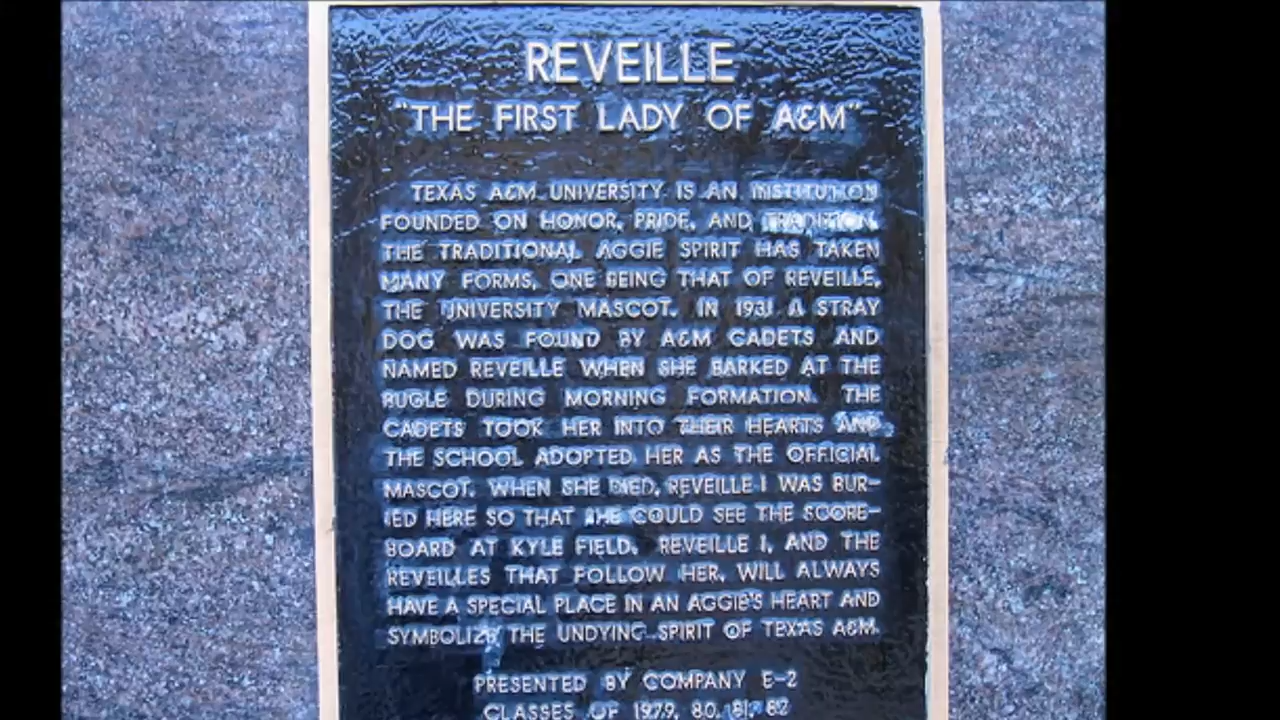 REVEILLE
"THE FIRST LADY OF A&M"
TEXAS A&M UNIVERSITY IS AN INSTITUTION
FOUNDED ON HONOR, PRIDE, AND TRADITION.
THE TRADITIONAL AGGIE SPIRIT HAS TAKEN
MANY FORMS, ONE BEING THAT OF REVEILLE,
THE UNIVERSITY MASCOT. IN 1931 A STRAY
DOG WAS FOUND BY A&M CADETS AND
NAMED REVEILLE WHEN SHE BARKED AT THE
BUGLE DURING MORNING FORMATION. THE
CADETS TOOK HER INTO THEIR HEARTS AND
THE SCHOOL ADOPTED HER AS THE OFFICIAL
MASCOT. WHEN SHE DIED, REVEILLE I WAS BUR-
IED HERE SO THAT SHE COULD SEE THE SCORE-
BOARD AT KYLE FIELD. REVEILLE I, AND THE
REVEILLES THAT FOLLOW HER, WILL ALWAYS
HAVE A SPECIAL PLACE IN AN AGGIE'S HEART AND
SYMBOLIZE THE UNDYING SPIRIT OF TEXAS A&M.
PRESENTED BY COMPANY E-2
CLASSES OF 1979, 80, 81, 82